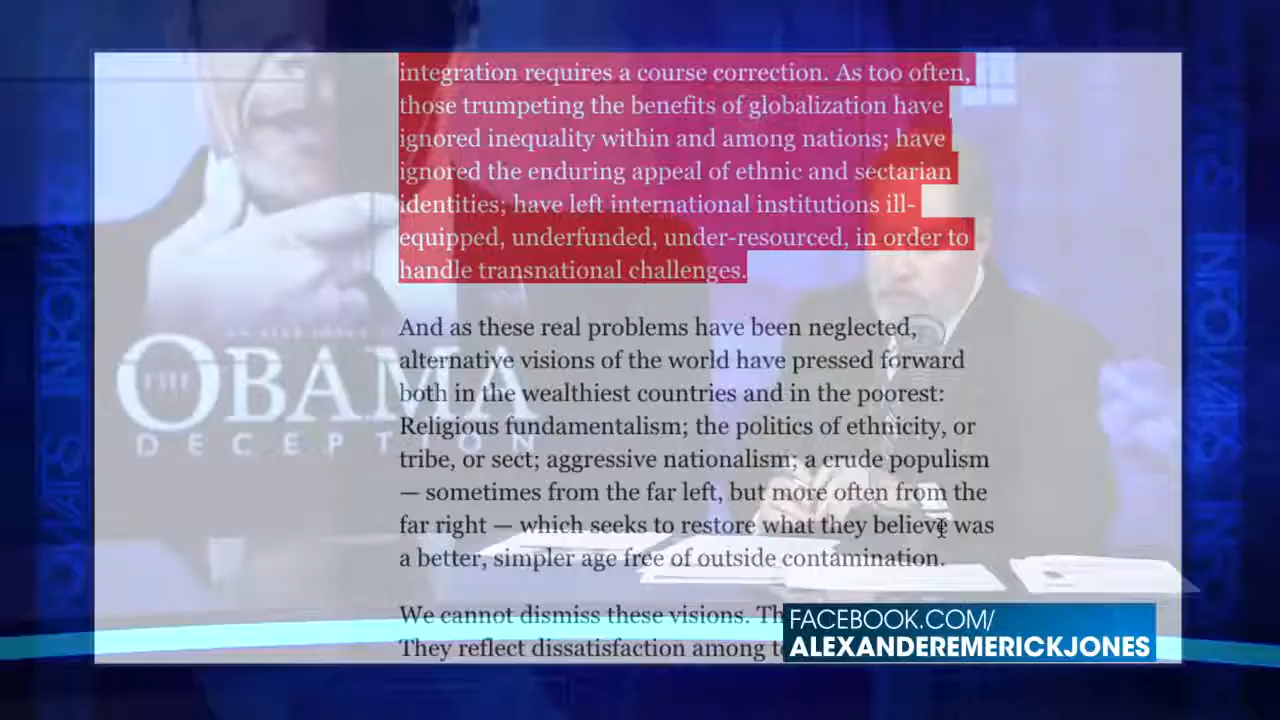 integration requires a course correction. As too often,
those trumpeting the benefits of globalization have
ignored inequality within and among nations; have
ignored the enduring appeal of ethnic and sectarian
identities; have left international institutions ill-
equipped, underfunded, under-resourced, in order to
handle transnational challenges.
And as these real problems have been neglected,
alternative visions of the world have pressed forward
both in the wealthiest countries and in the poorest:
Religious fundamentalism; the politics of ethnicity, or
tribe, or sect; aggressive nationalism; a crude populism
— sometimes from the far left, but more often from the
far right — which seeks to restore what they believe was
a better, simpler age free of outside contamination.
We cannot dismiss these visions.
They reflect dissatisfaction among
THE
OBAMA
DECEPTION
FACEBOOK.COM/
ALEXANDEREMERICKJONES
INFOWARS
INFOWARS